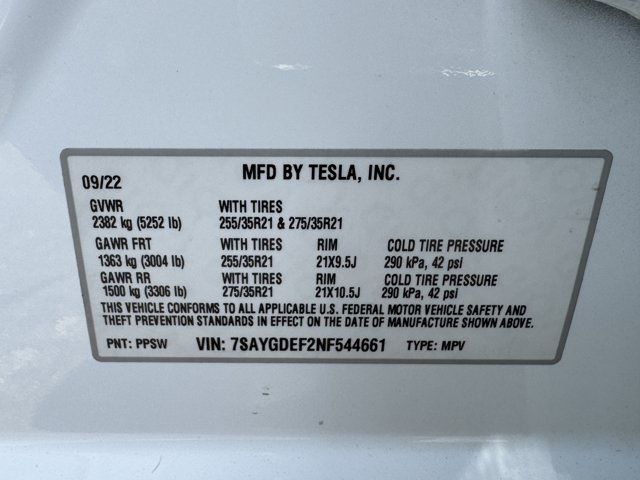 MFD BY TESLA, INC.
09/22
GVWR WITH TIRES
2382 kg (5252 lb) 255/35R21 & 275/35R21
GAWR FRT WITH TIRES RIM COLD TIRE PRESSURE
1363 kg (3004 lb) 255/35R21 21X9.5J 290 kPa, 42 psi
GAWR RR WITH TIRES RIM COLD TIRE PRESSURE
1500 kg (3306 lb) 275/35R21 21X10.5J 290 kPa, 42 psi
THIS VEHICLE CONFORMS TO ALL APPLICABLE U.S. FEDERAL MOTOR VEHICLE SAFETY AND
THEFT PREVENTION STANDARDS IN EFFECT ON THE DATE OF MANUFACTURE SHOWN ABOVE.
PNT: PPSW VIN: 7SAYGDEF2NF544661 TYPE: MPV